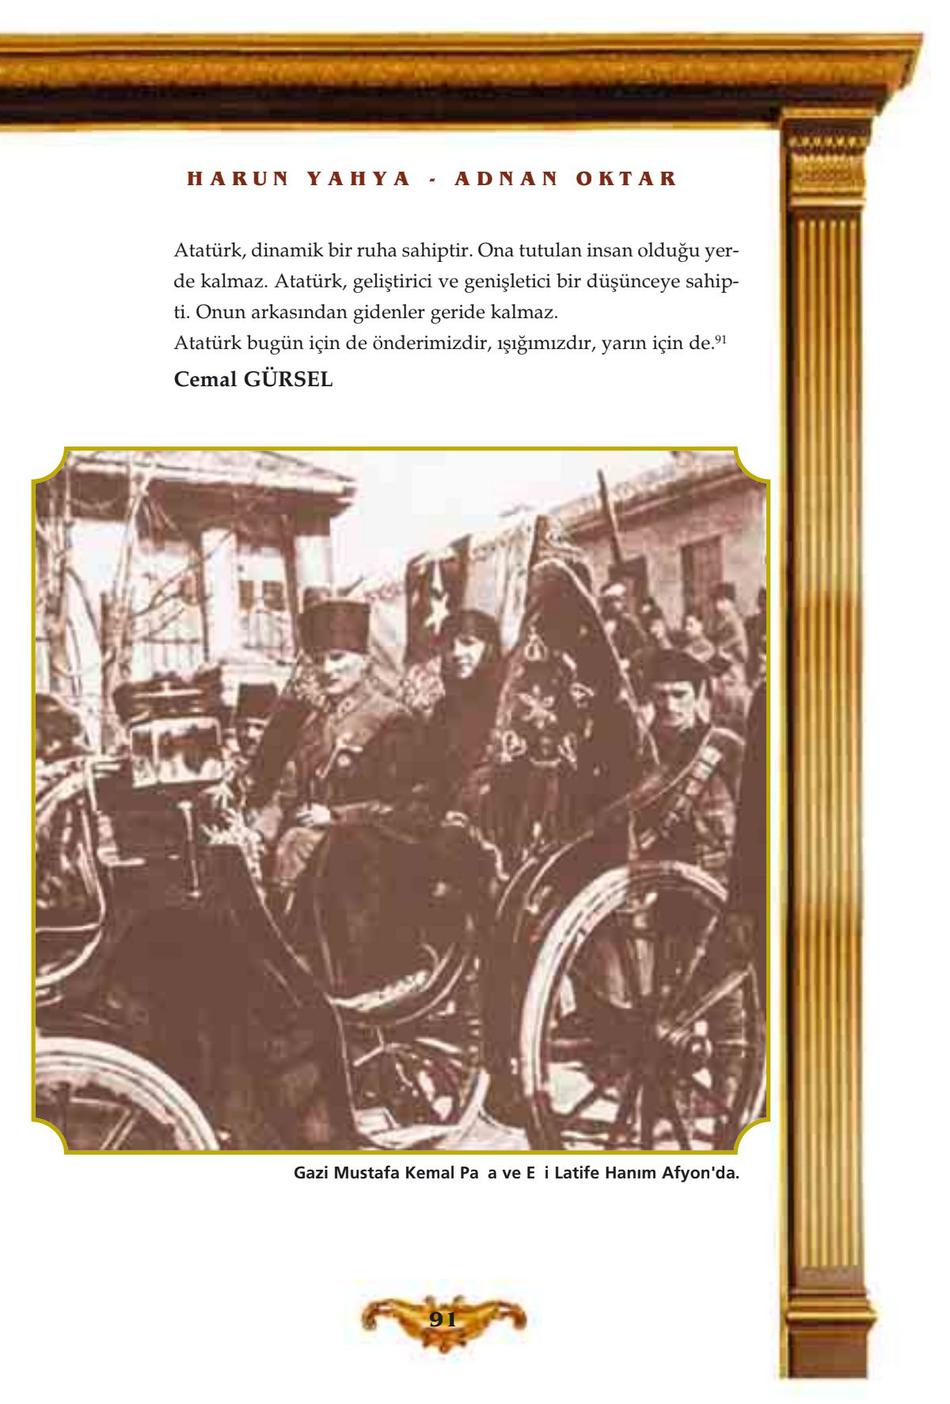 HARUN YAHYA - ADNAN OKTAR
Atatürk, dinamik bir ruha sahiptir. Ona tutulan insan olduğu yer-
de kalmaz. Atatürk, geliştirici ve genişletici bir düşünceye sahip-
ti. Onun arkasından gidenler geride kalmaz.
Atatürk bugün için de önderimizdir, ışığımızdır, yarın için de.91
Cemal GÜRSEL
Gazi Mustafa Kemal Pa a ve E i Latife Hanım Afyon'da.
91